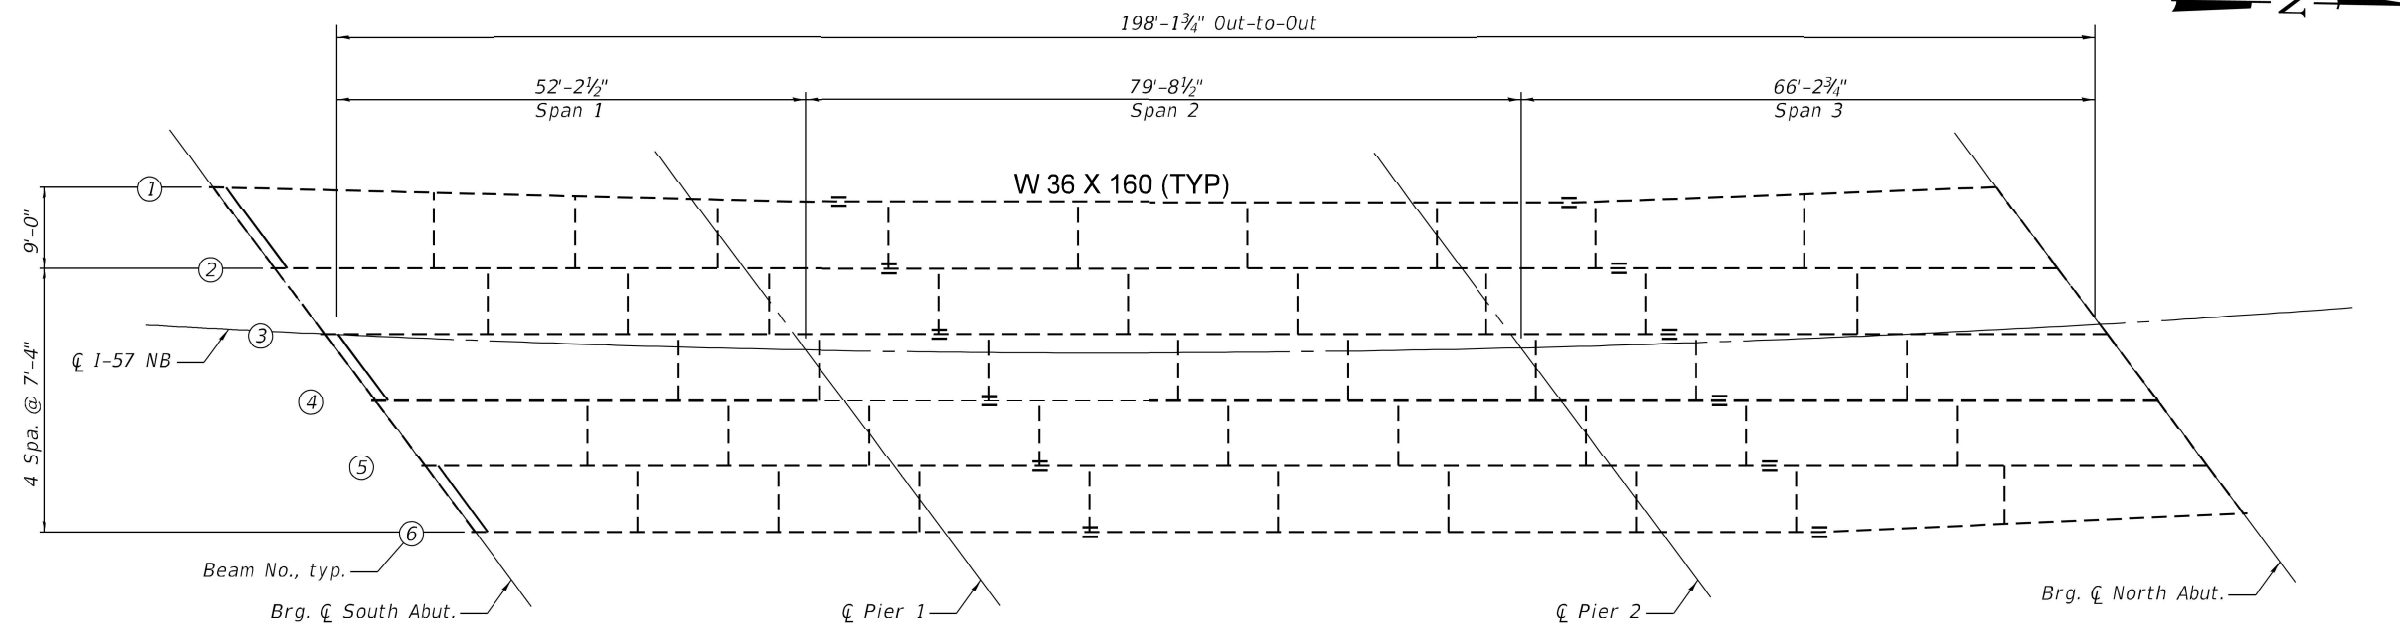 198'-1¾" Out-to-Out
N
52'-2½"
Span 1
79'-8½"
Span 2
66'-2¾"
Span 3
W 36 X 160 (TYP)
1
9'-0"
2
3
℄ I-57 NB
4 Spa. @ 7'-4"
4
5
6
Beam No., typ.
Brg. ℄ South Abut.
℄ Pier 1
℄ Pier 2
Brg. ℄ North Abut.